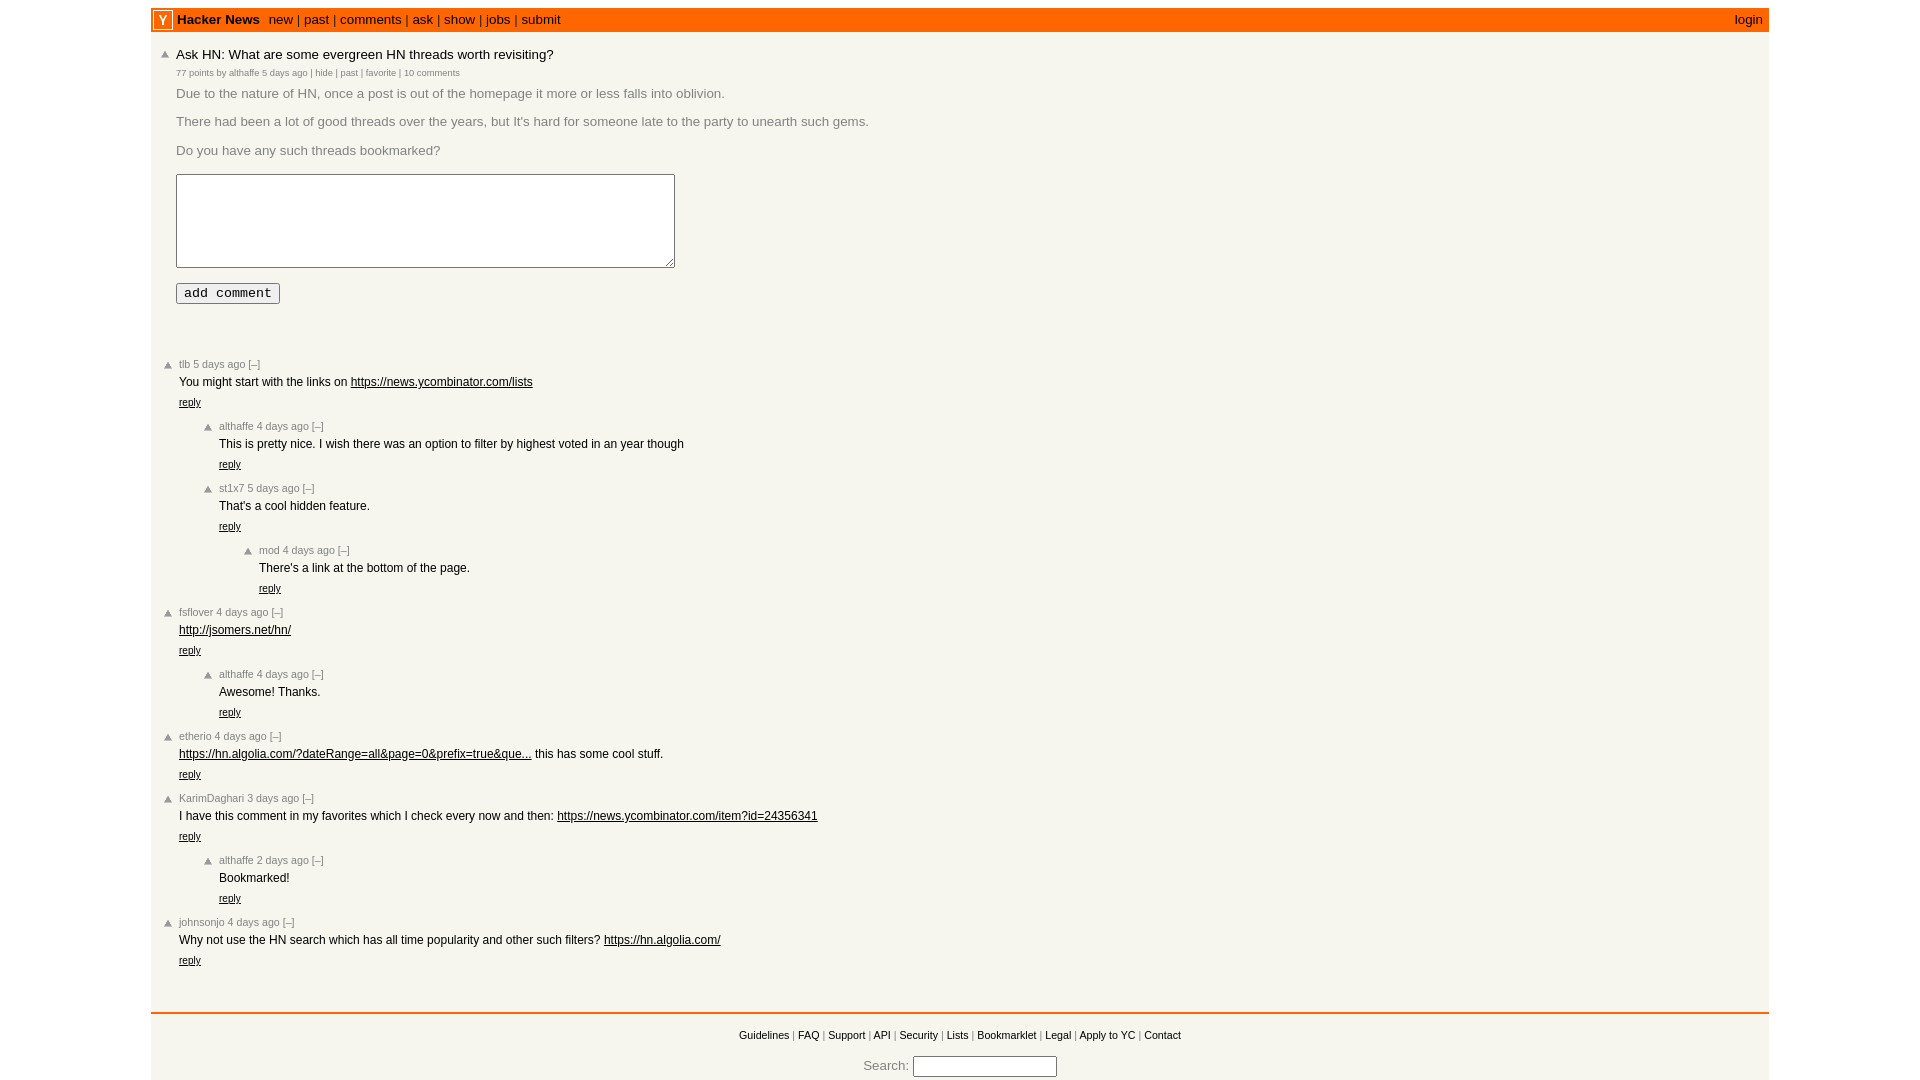 Y Hacker News new | past | comments | ask | show | jobs | submit login
Ask HN: What are some evergreen HN threads worth revisiting?
77 points by althaffe 5 days ago | hide | past | favorite | 10 comments
Due to the nature of HN, once a post is out of the homepage it more or less falls into oblivion.
There had been a lot of good threads over the years, but It's hard for someone late to the party to unearth such gems.
Do you have any such threads bookmarked?
add comment
tlb 5 days ago [–]
You might start with the links on https://news.ycombinator.com/lists
reply
althaffe 4 days ago [–]
This is pretty nice. I wish there was an option to filter by highest voted in an year though
reply
st1x7 5 days ago [–]
That's a cool hidden feature.
reply
mod 4 days ago [–]
There's a link at the bottom of the page.
reply
fsflover 4 days ago [–]
http://jsomers.net/hn/
reply
althaffe 4 days ago [–]
Awesome! Thanks.
reply
etherio 4 days ago [–]
https://hn.algolia.com/?dateRange=all&page=0&prefix=true&que... this has some cool stuff.
reply
KarimDaghari 3 days ago [–]
I have this comment in my favorites which I check every now and then: https://news.ycombinator.com/item?id=24356341
reply
althaffe 2 days ago [–]
Bookmarked!
reply
johnsonjo 4 days ago [–]
Why not use the HN search which has all time popularity and other such filters? https://hn.algolia.com/
reply
Guidelines | FAQ | Support | API | Security | Lists | Bookmarklet | Legal | Apply to YC | Contact
Search: